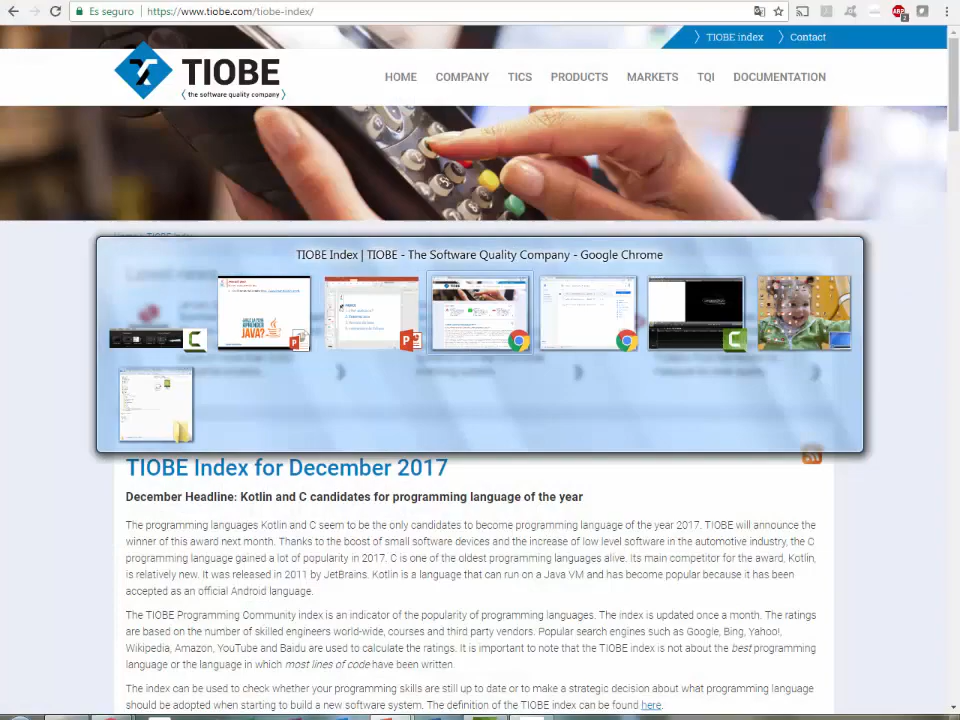 Es seguro
https://www.tiobe.com/tiobe-index/
ABP
2
TIOBE index
Contact
TIOBE
the software quality company
HOME COMPANY TICS PRODUCTS MARKETS TQI DOCUMENTATION
TIOBE Index | TIOBE - The Software Quality Company - Google Chrome
¿HAGLA PARA
APRENDER
JAVA?
Java
TIOBE Index for December 2017
December Headline: Kotlin and C candidates for programming language of the year
The programming languages Kotlin and C seem to be the only candidates to become programming language of the year 2017. TIOBE will announce the
winner of this award next month. Thanks to the boost of small software devices and the increase of low level software in the automotive industry, the C
programming language gained a lot of popularity in 2017. C is one of the oldest programming languages alive. Its main competitor for the award, Kotlin,
is relatively new. It was released in 2011 by JetBrains. Kotlin is a language that can run on a Java VM and has become popular because it has been
accepted as an official Android language.
The TIOBE Programming Community index is an indicator of the popularity of programming languages. The index is updated once a month. The ratings
are based on the number of skilled engineers world-wide, courses and third party vendors. Popular search engines such as Google, Bing, Yahoo!,
Wikipedia, Amazon, YouTube and Baidu are used to calculate the ratings. It is important to note that the TIOBE index is not about the best programming
language or the language in which most lines of code have been written.
The index can be used to check whether your programming skills are still up to date or to make a strategic decision about what programming language
should be adopted when starting to build a new software system. The definition of the TIOBE index can be found here.